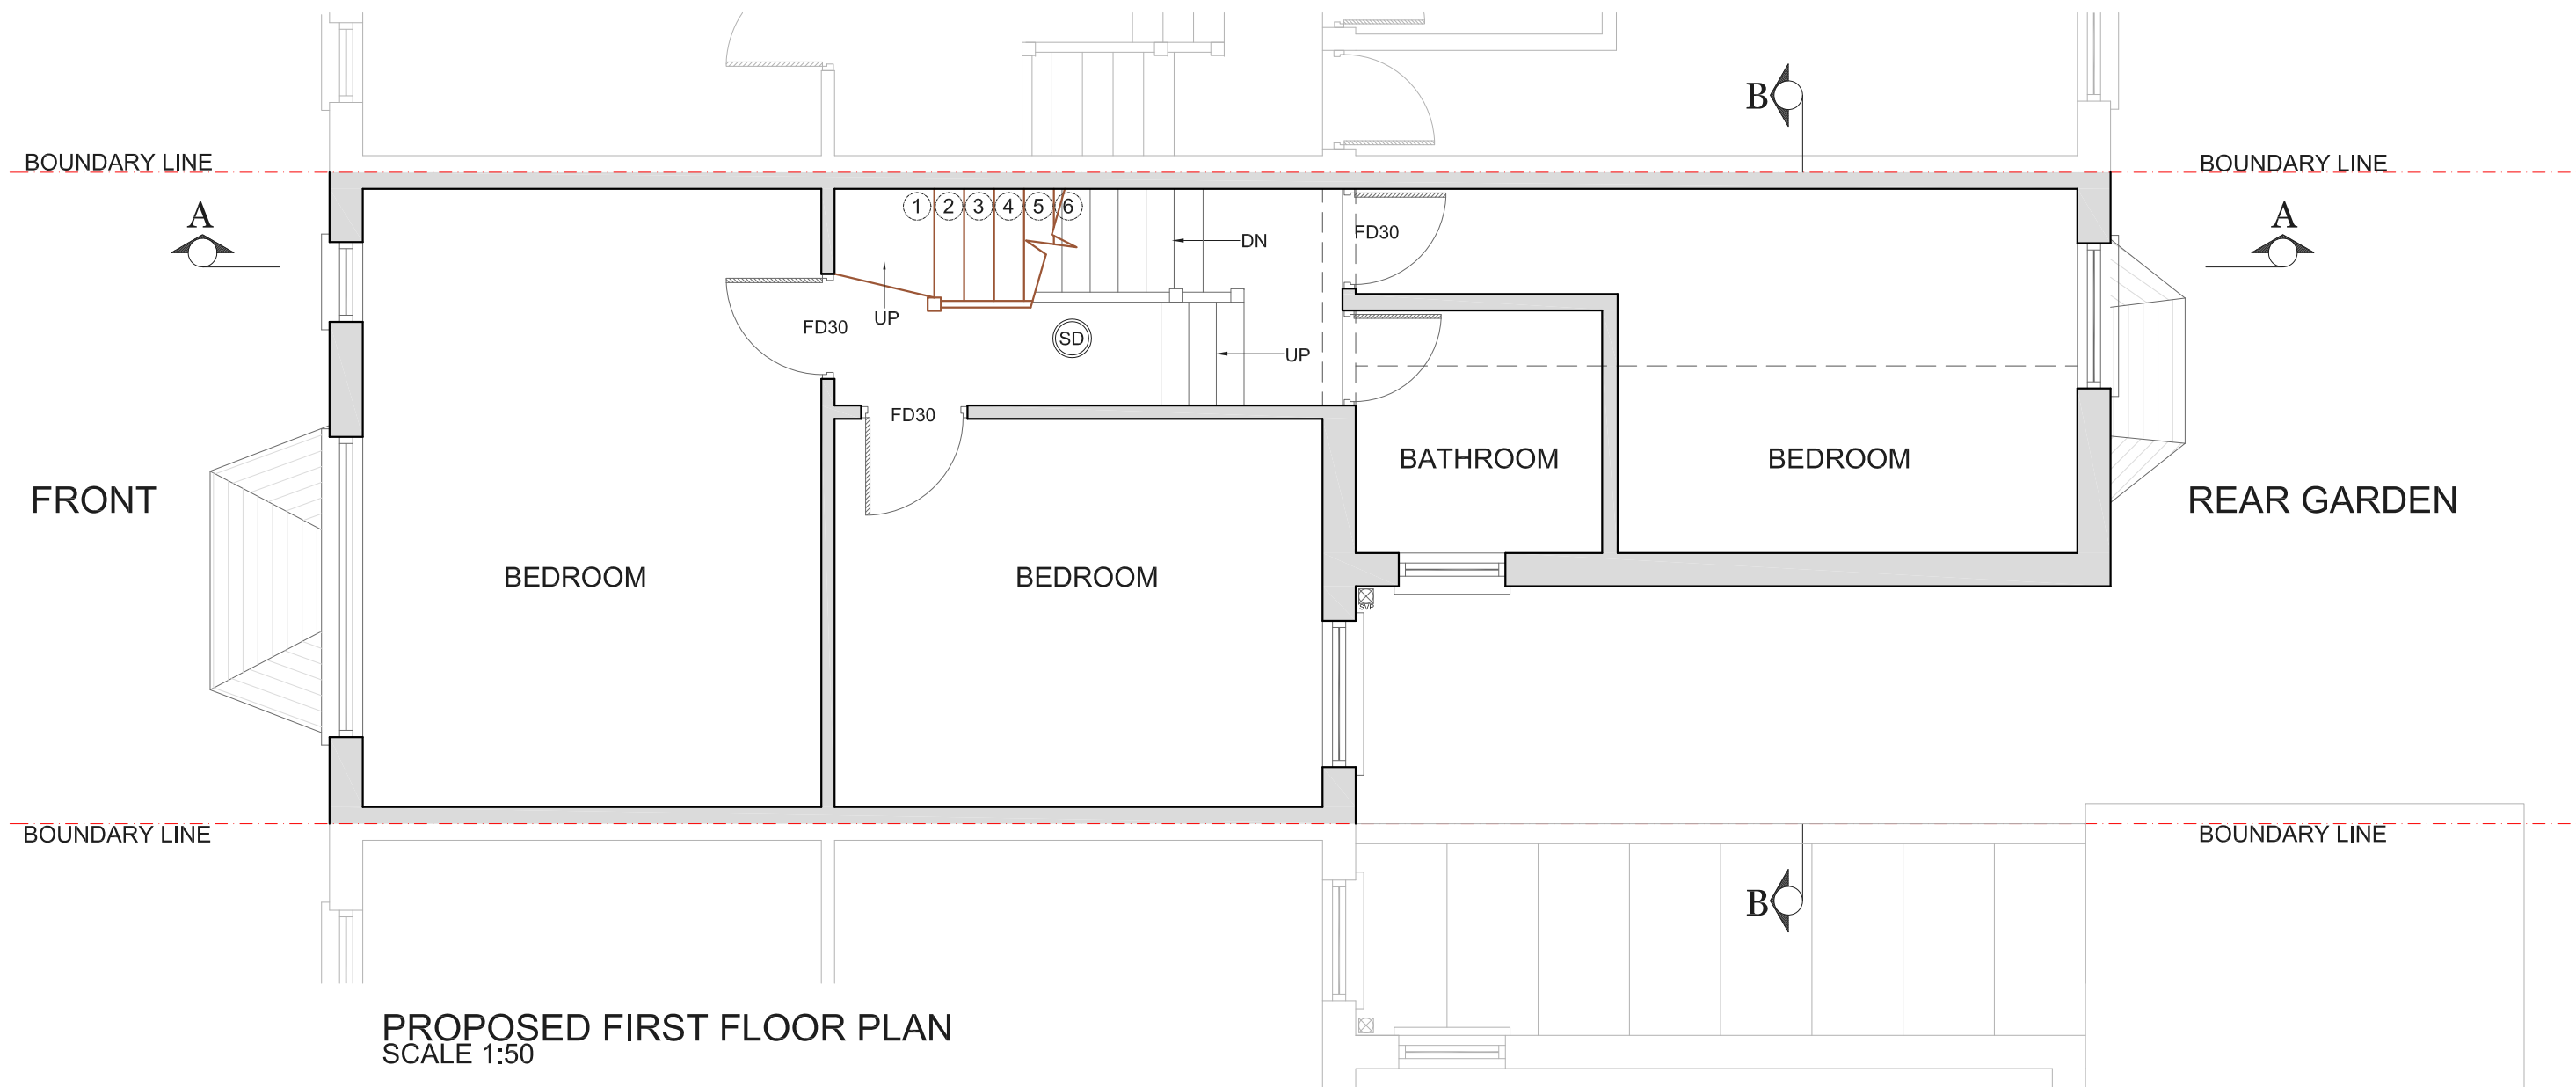 B
BOUNDARY LINE
BOUNDARY LINE
A
1 2 3 4 5 6
A
DN
FD30
UP
FD30
SD
UP
FD30
BATHROOM
BEDROOM
FRONT
REAR GARDEN
BEDROOM
BEDROOM
SVP
BOUNDARY LINE
BOUNDARY LINE
B
PROPOSED FIRST FLOOR PLAN
SCALE 1:50